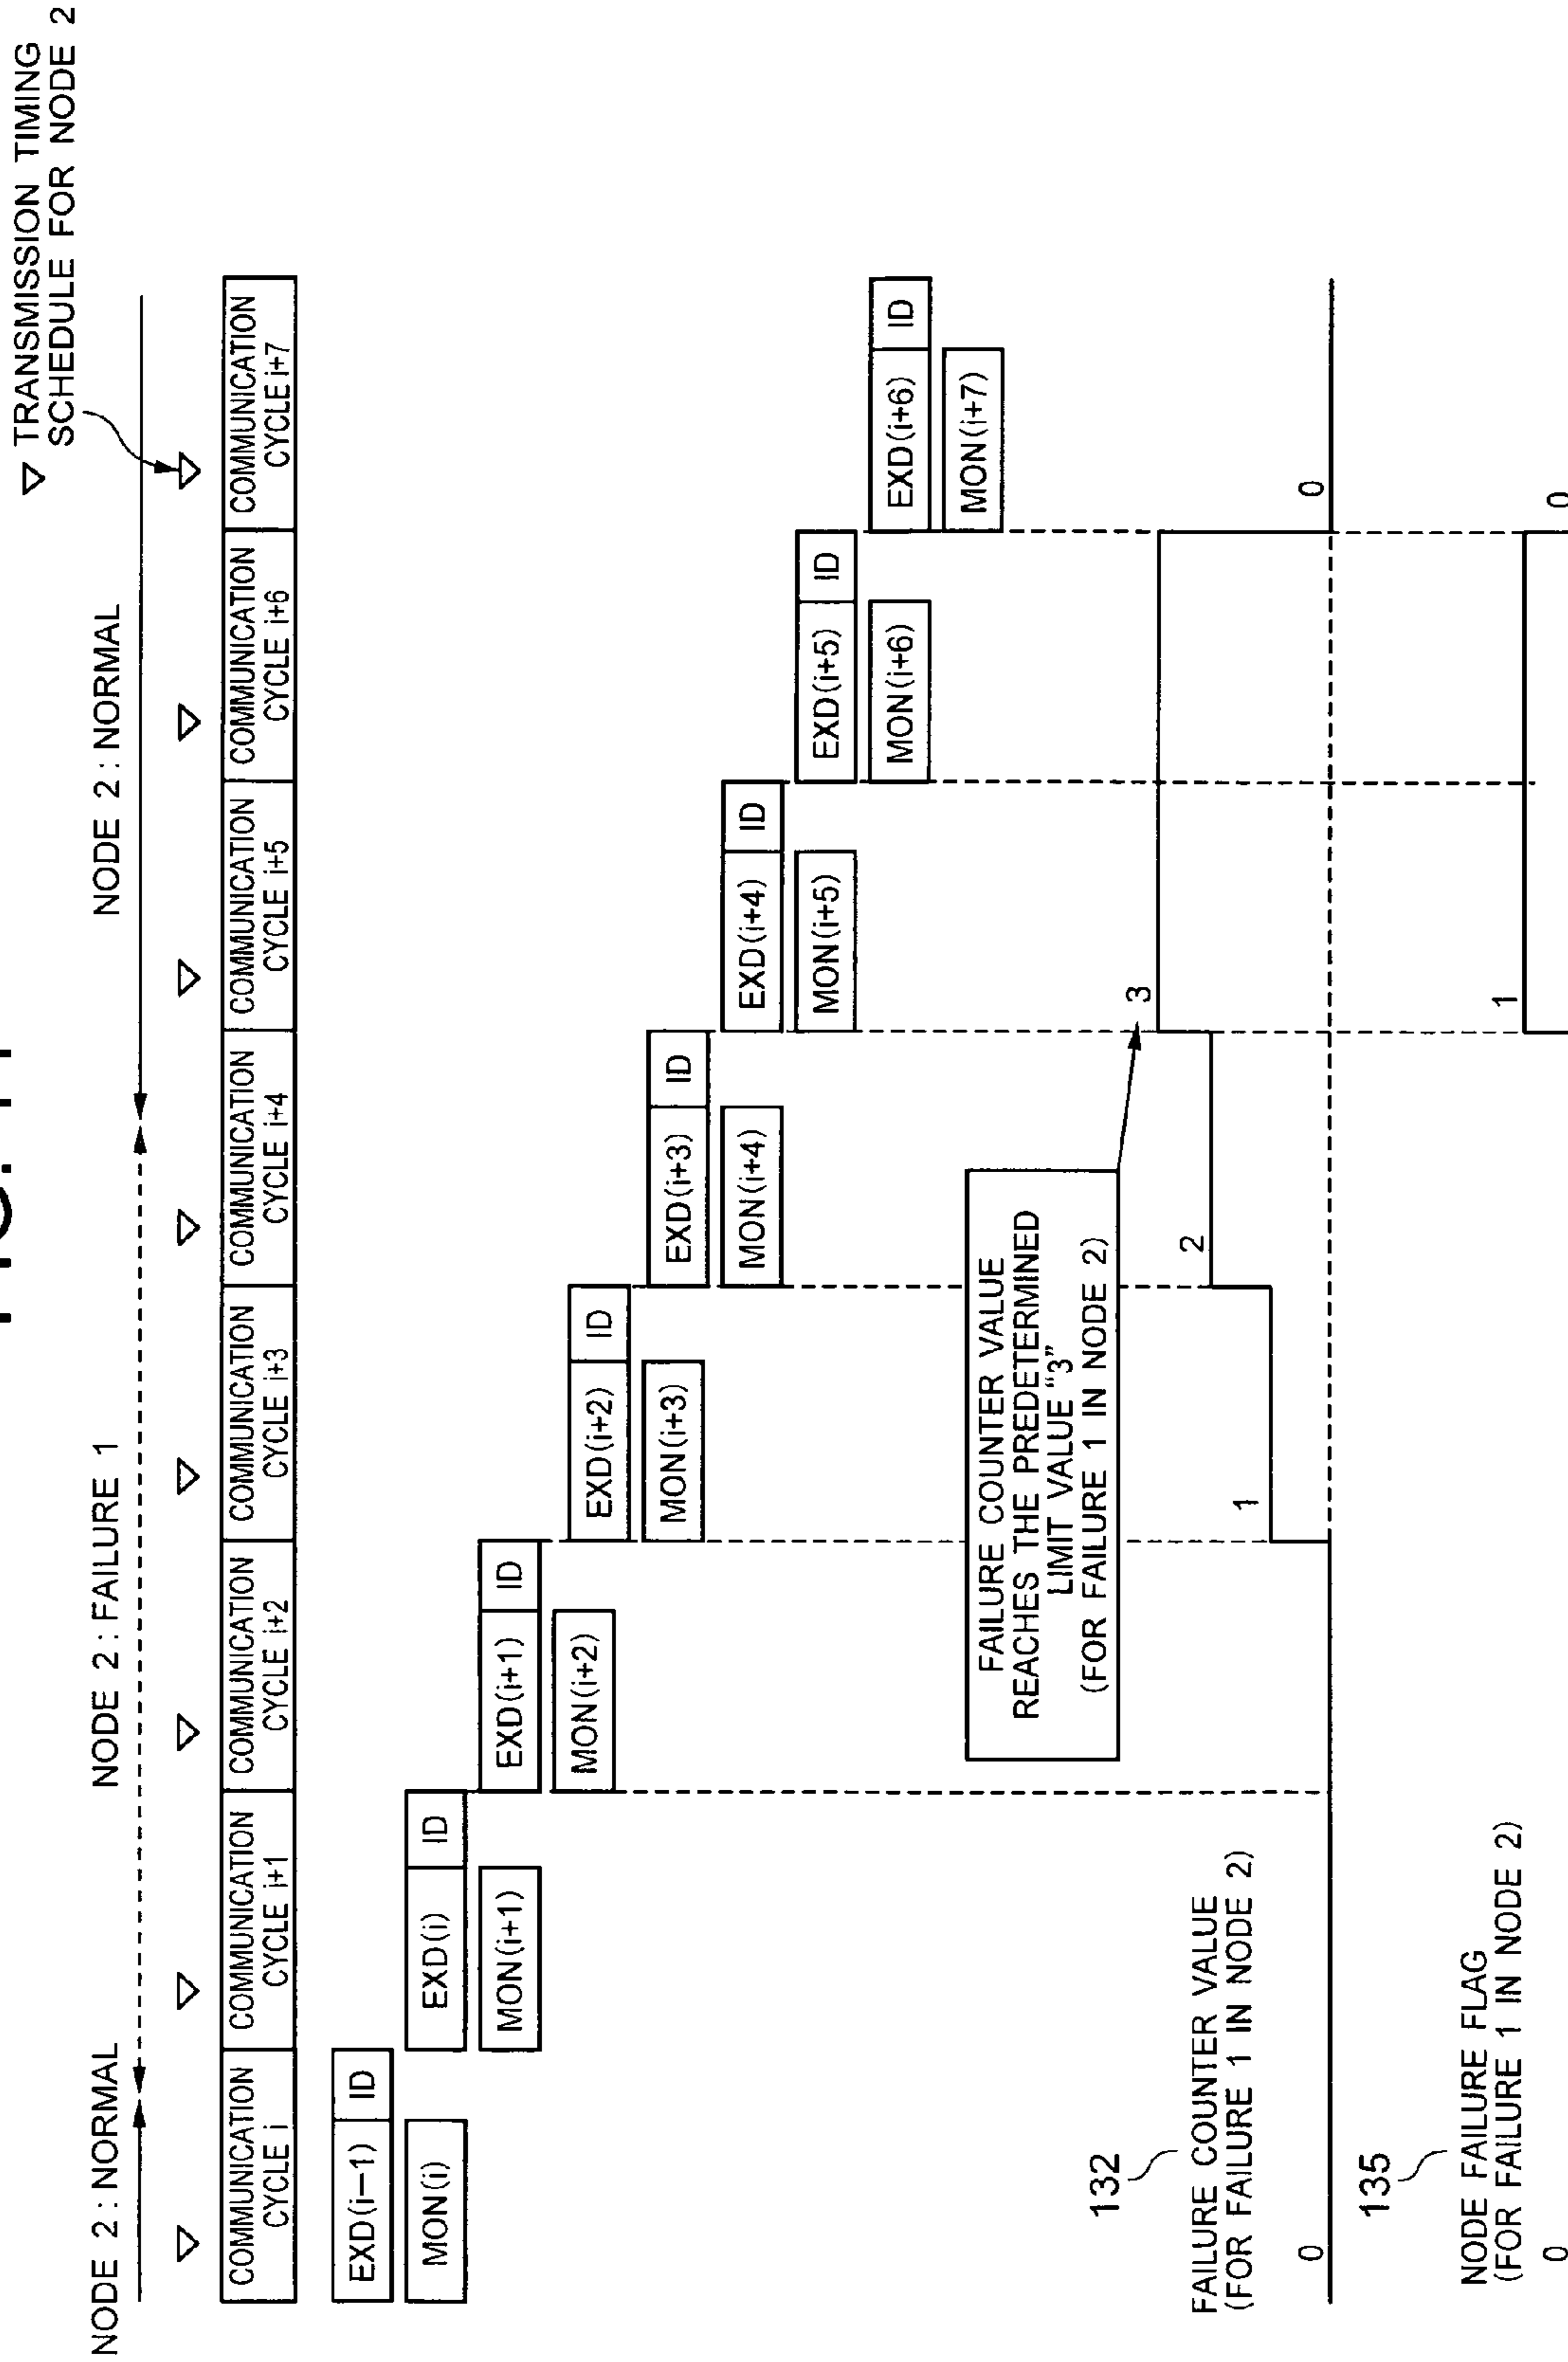 ▽ TRANSMISSION TIMING
SCHEDULE FOR NODE 2
NODE 2 : NORMAL
NODE 2 : FAILURE 1
NODE 2 : NORMAL
COMMUNICATION
CYCLE i
COMMUNICATION
CYCLE i+1
COMMUNICATION
CYCLE i+2
COMMUNICATION
CYCLE i+3
COMMUNICATION
CYCLE i+4
COMMUNICATION
CYCLE i+5
COMMUNICATION
CYCLE i+6
COMMUNICATION
CYCLE i+7
EXD(i−1) ID
MON(i)
EXD(i) ID
MON(i+1)
EXD(i+1) ID
MON(i+2)
EXD(i+2) ID
MON(i+3)
EXD(i+3) ID
MON(i+4)
EXD(i+4) ID
MON(i+5)
EXD(i+5) ID
MON(i+6)
EXD(i+6) ID
MON(i+7)
FAILURE COUNTER VALUE
REACHES THE PREDETERMINED
LIMIT VALUE “3”
(FOR FAILURE 1 IN NODE 2)
132
FAILURE COUNTER VALUE
(FOR FAILURE 1 IN NODE 2)
0
1
2
3
0
135
NODE FAILURE FLAG
(FOR FAILURE 1 IN NODE 2)
0
1
0